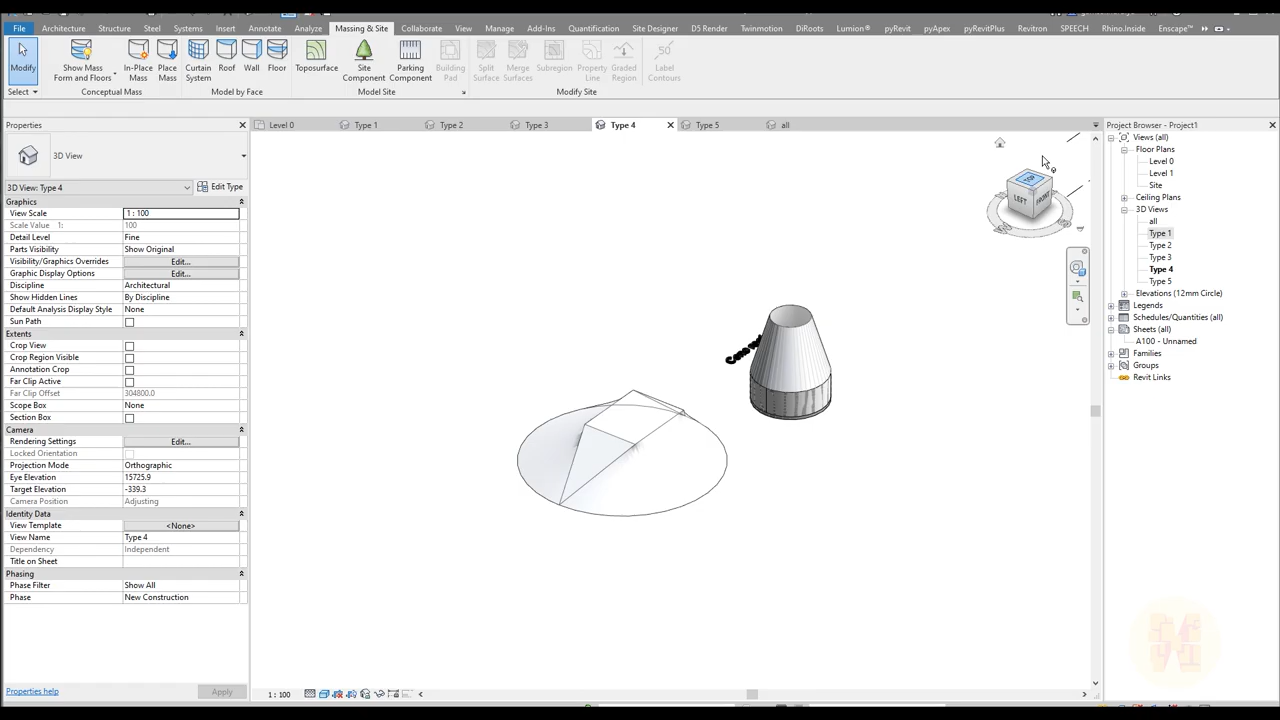 File Architecture Structure Steel Systems Insert Annotate Analyze Massing & Site Collaborate View Manage Add-Ins Quantification Site Designer D5 Render Twinmotion DiRoots Lumion® pyRevit pyApex pyRevitPlus Revitron SPEECH Rhino.Inside Enscape™
Modify
Show Mass Form and Floors
In-Place Mass
Place Mass
Curtain System
Roof
Wall
Floor
Toposurface
Site Component
Parking Component
Building Pad
Split Surface
Merge Surfaces
Subregion
Property Line
Graded Region
Label Contours
Select Conceptual Mass Model by Face Model Site Modify Site
Properties
3D View
3D View: Type 4 Edit Type
Graphics
View Scale 1 : 100
Scale Value 1: 100
Detail Level Fine
Parts Visibility Show Original
Visibility/Graphics Overrides Edit...
Graphic Display Options Edit...
Discipline Architectural
Show Hidden Lines By Discipline
Default Analysis Display Style None
Sun Path
Extents
Crop View
Crop Region Visible
Annotation Crop
Far Clip Active
Far Clip Offset 304800.0
Scope Box None
Section Box
Camera
Rendering Settings Edit...
Locked Orientation
Projection Mode Orthographic
Eye Elevation 15725.9
Target Elevation -339.3
Camera Position Adjusting
Identity Data
View Template <None>
View Name Type 4
Dependency Independent
Title on Sheet
Phasing
Phase Filter Show All
Phase New Construction
Properties help Apply
Level 0 Type 1 Type 2 Type 3 Type 4 Type 5 all
TOP
LEFT FRONT
1 : 100
Project Browser - Project1
Views (all)
Floor Plans
Level 0
Level 1
Site
Ceiling Plans
3D Views
all
Type 1
Type 2
Type 3
Type 4
Type 5
Elevations (12mm Circle)
Legends
Schedules/Quantities (all)
Sheets (all)
A100 - Unnamed
Families
Groups
Revit Links